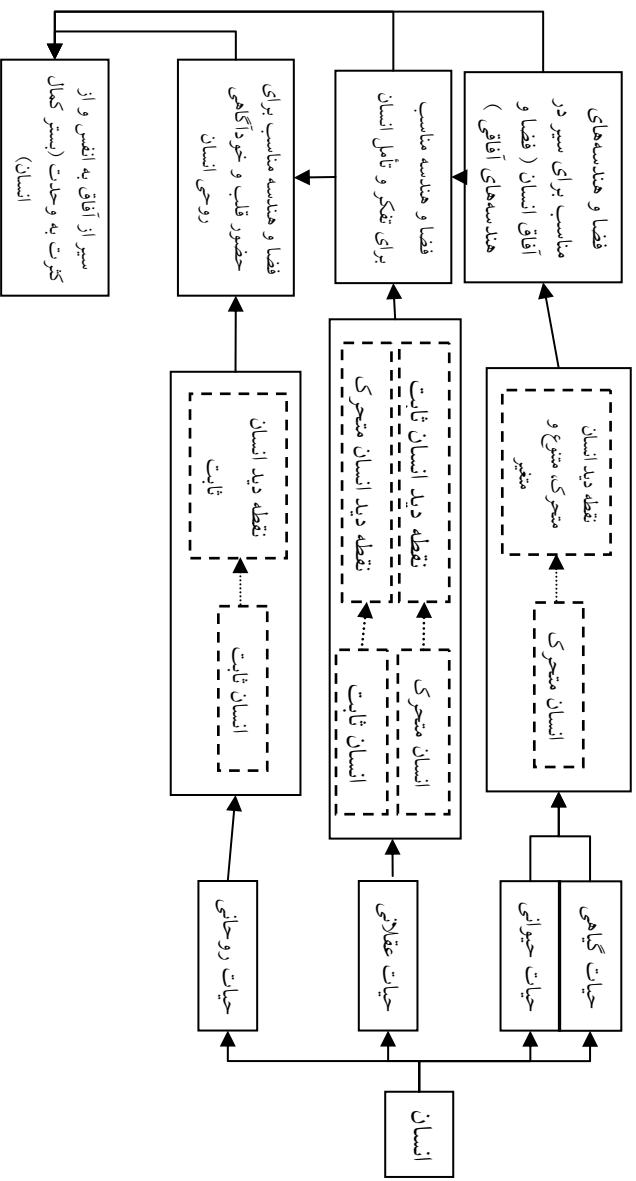 انسان
حیات گیاهی
حیات حیوانی
حیات عقلانی
حیات روحانی
انسان متحرک
نقطه دید انسان
متحرک، متنوع و
متغیر
انسان متحرک
نقطه دید انسان ثابت
انسان ثابت
نقطه دید انسان متحرک
انسان ثابت
نقطه دید انسان
ثابت
فضا و هندسه‌های
مناسب برای سیر در
آفاق انسان ( فضا و
هندسه‌های آفاقی )
فضا و هندسه مناسب
برای تفکر و تأمل انسان
فضا و هندسه مناسب برای
حضور قلب و خودآگاهی
روحی انسان
سیر از آفاق به انفس و از
کثرت به وحدت (بستر کمال
انسان)